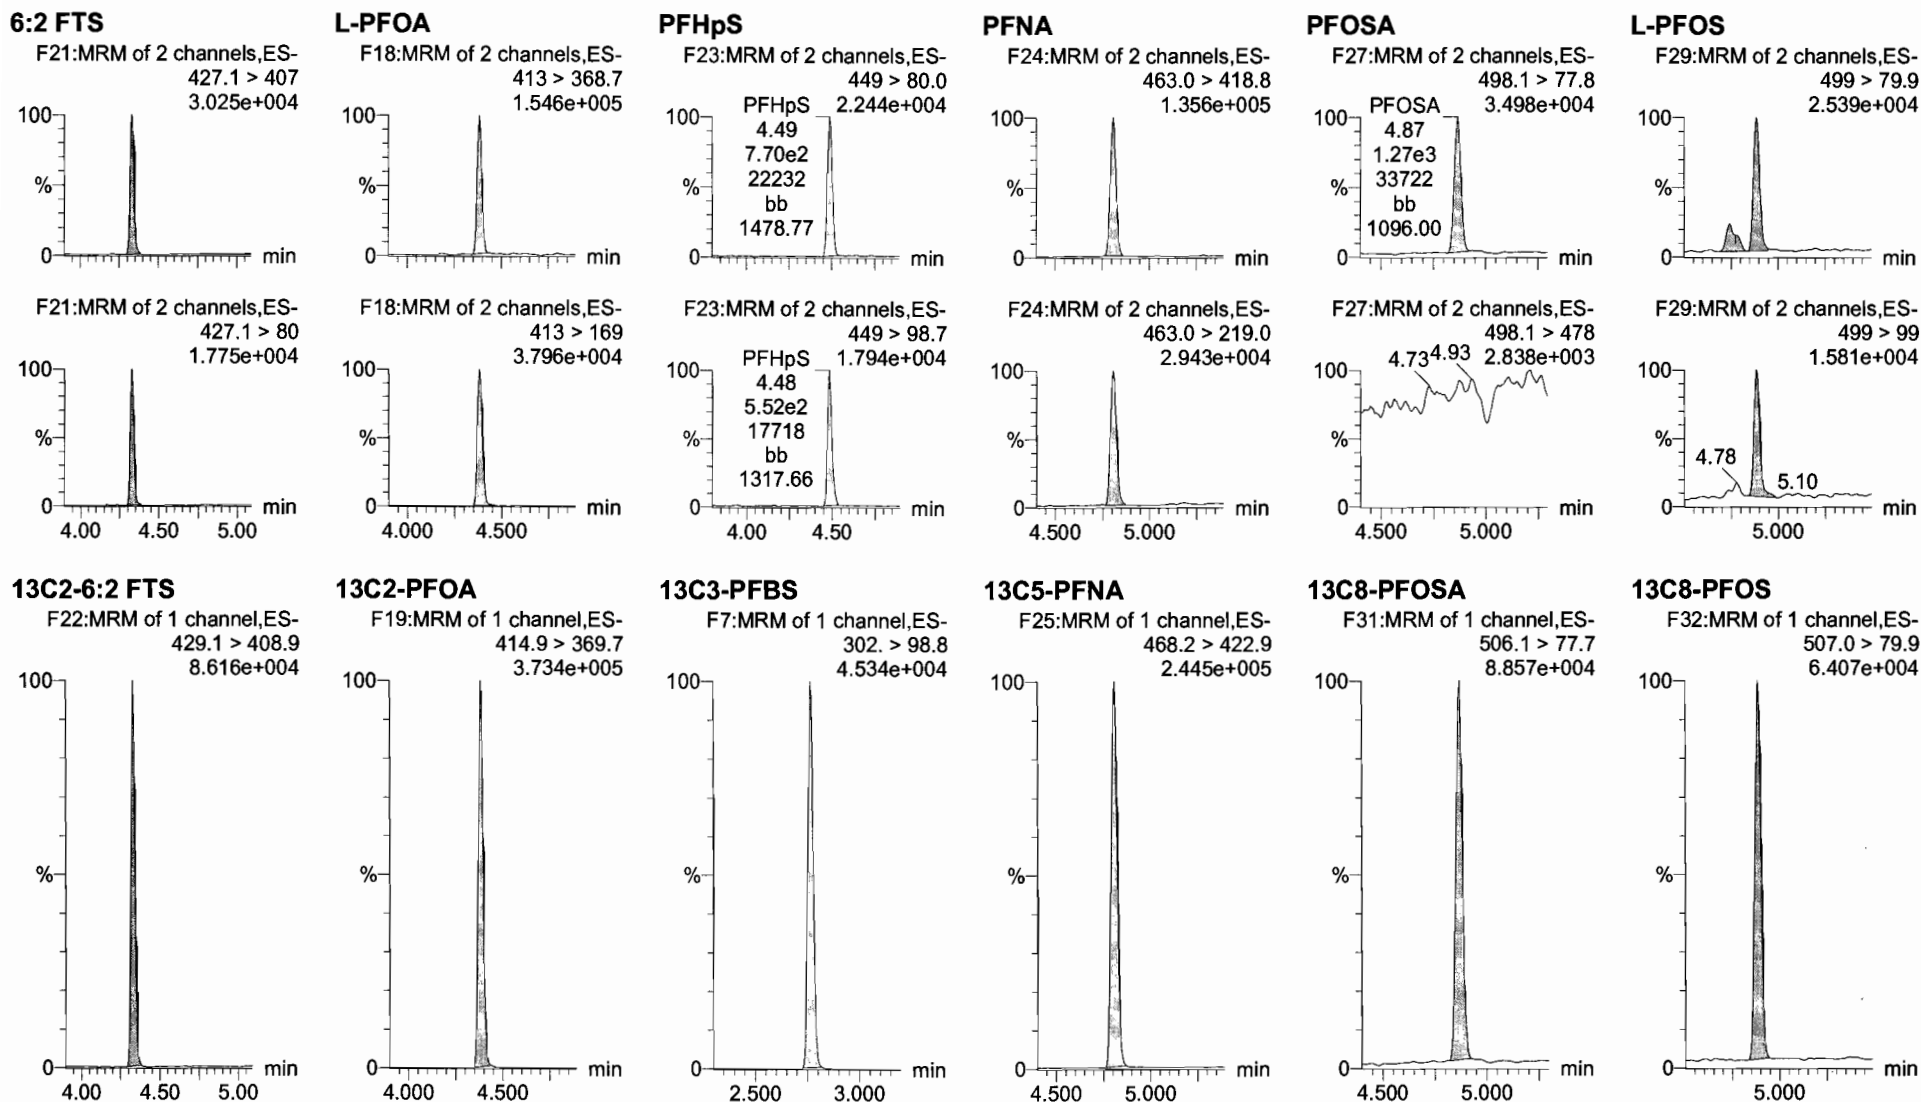 6:2 FTS
F21:MRM of 2 channels,ES-
427.1 > 407
3.025e+004
100
%
0
min
L-PFOA
F18:MRM of 2 channels,ES-
413 > 368.7
1.546e+005
100
%
0
min
PFHpS
F23:MRM of 2 channels,ES-
449 > 80.0
PFHpS 2.244e+004
100
4.49
7.70e2
%
22232
bb
1478.77
0
min
PFNA
F24:MRM of 2 channels,ES-
463.0 > 418.8
1.356e+005
100
%
0
min
PFOSA
F27:MRM of 2 channels,ES-
498.1 > 77.8
PFOSA 3.498e+004
100
4.87
1.27e3
%
33722
bb
1096.00
0
min
L-PFOS
F29:MRM of 2 channels,ES-
499 > 79.9
2.539e+004
100
%
0
min
F21:MRM of 2 channels,ES-
427.1 > 80
1.775e+004
100
%
0
min
4.00 4.50 5.00
F18:MRM of 2 channels,ES-
413 > 169
3.796e+004
100
%
0
min
4.000 4.500
F23:MRM of 2 channels,ES-
449 > 98.7
PFHpS 1.794e+004
100
4.48
5.52e2
17718
%
bb
1317.66
0
min
4.00 4.50
F24:MRM of 2 channels,ES-
463.0 > 219.0
2.943e+004
100
%
0
min
4.500 5.000
F27:MRM of 2 channels,ES-
498.1 > 478
4.73 4.93 2.838e+003
100
%
0
min
4.500 5.000
F29:MRM of 2 channels,ES-
499 > 99
1.581e+004
100
%
4.78
5.10
0
min
5.000
13C2-6:2 FTS
F22:MRM of 1 channel,ES-
429.1 > 408.9
8.616e+004
100
%
0
min
4.00 4.50 5.00
13C2-PFOA
F19:MRM of 1 channel,ES-
414.9 > 369.7
3.734e+005
100
%
0
min
4.000 4.500
13C3-PFBS
F7:MRM of 1 channel,ES-
302. > 98.8
4.534e+004
100
%
0
min
2.500 3.000
13C5-PFNA
F25:MRM of 1 channel,ES-
468.2 > 422.9
2.445e+005
100
%
0
min
4.500 5.000
13C8-PFOSA
F31:MRM of 1 channel,ES-
506.1 > 77.7
8.857e+004
100
%
0
min
4.500 5.000
13C8-PFOS
F32:MRM of 1 channel,ES-
507.0 > 79.9
6.407e+004
100
%
0
min
5.000